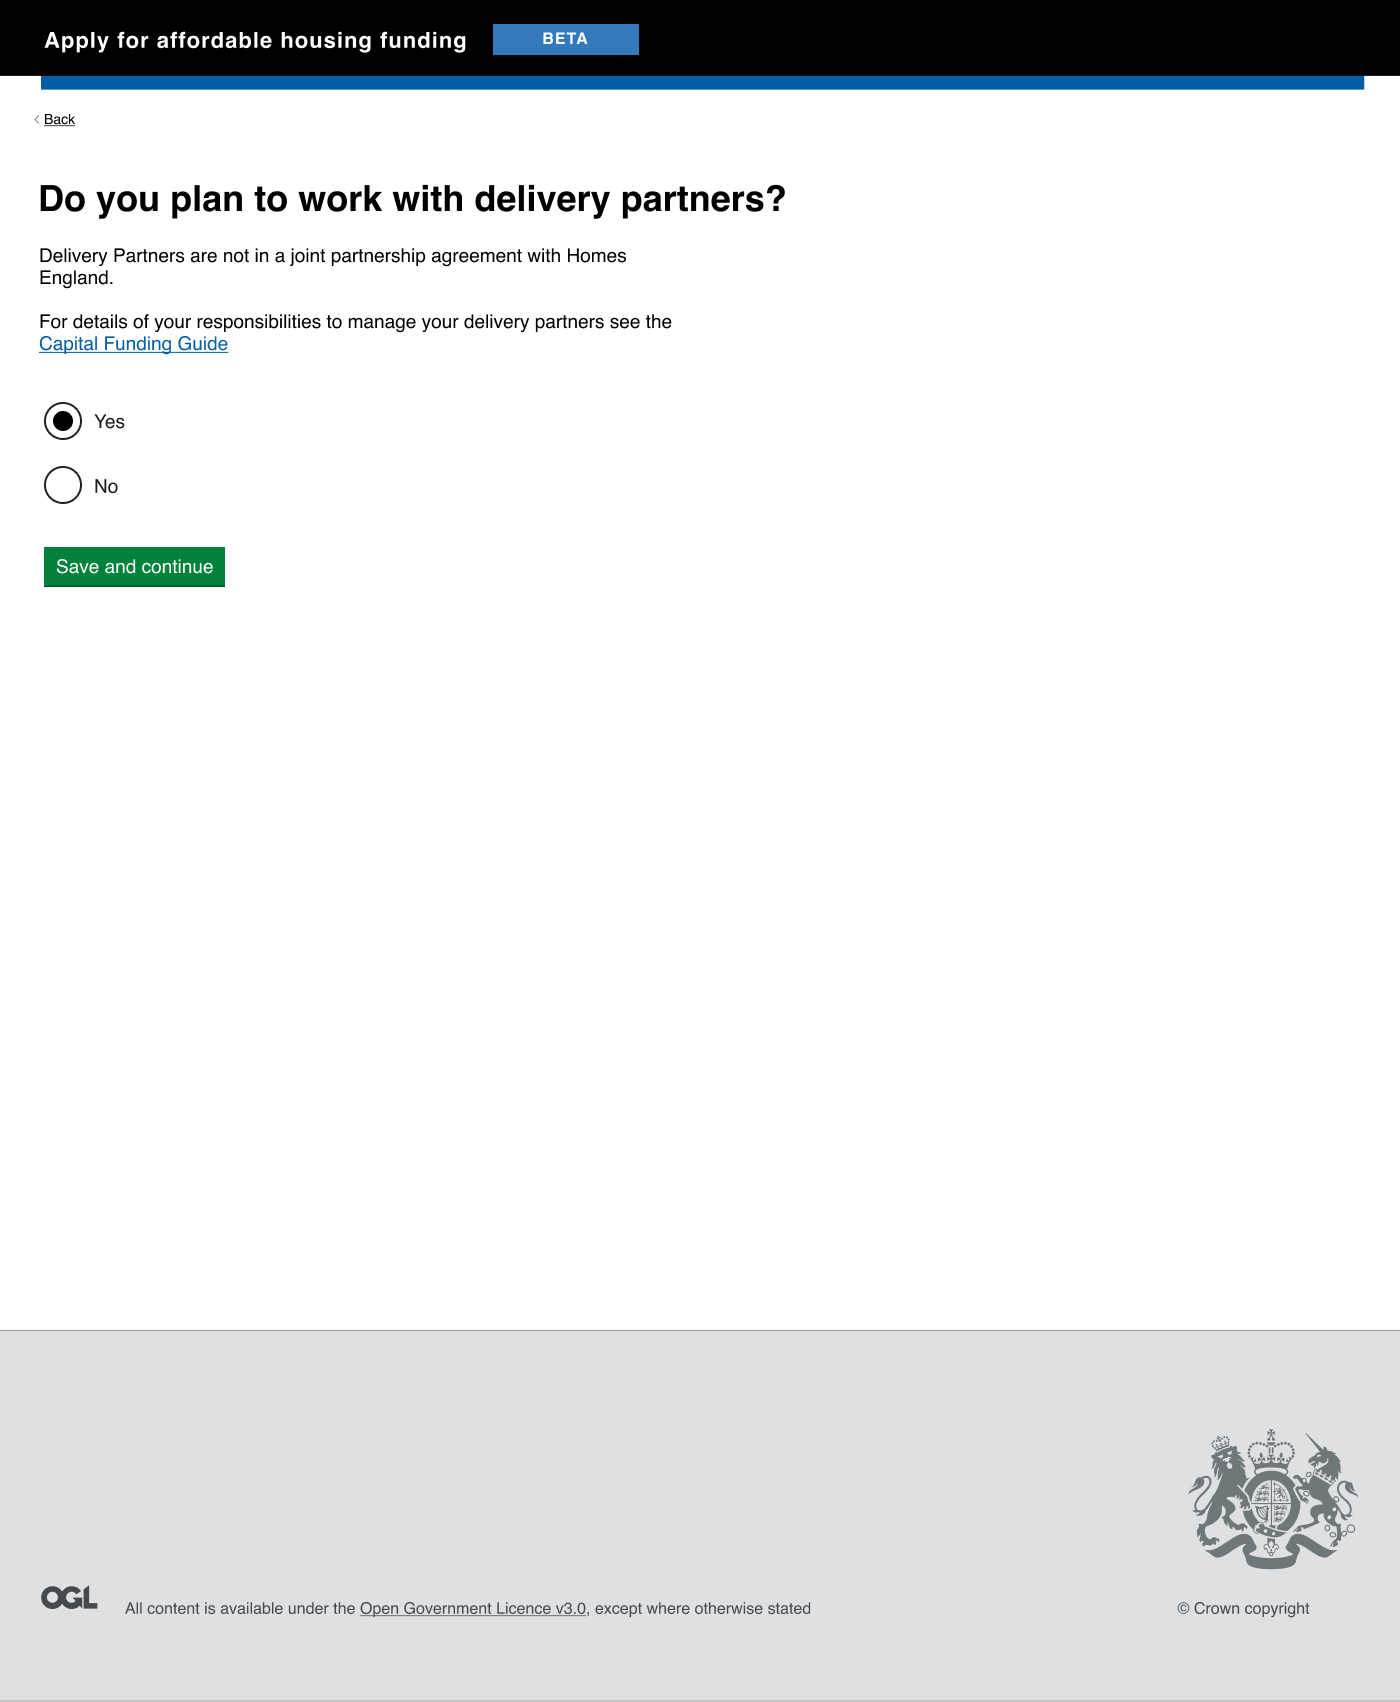 Apply for affordable housing funding BETA
Back
Do you plan to work with delivery partners?
Delivery Partners are not in a joint partnership agreement with Homes
England.
For details of your responsibilities to manage your delivery partners see the
Capital Funding Guide
Yes
No
Save and continue
OGL All content is available under the Open Government Licence v3.0, except where otherwise stated © Crown copyright